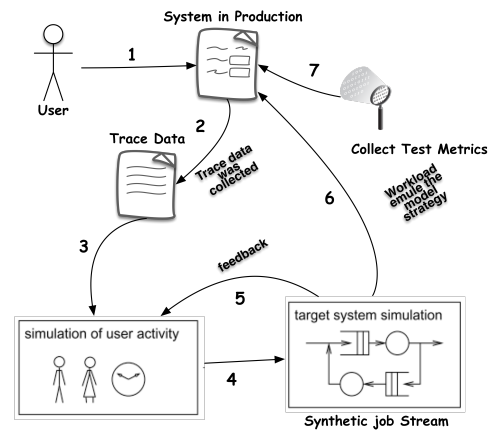 System in Production
1
7
User
2
Trace Data
Trace data
was
collected
Collect Test Metrics
Workload
emule the
model
strategy
6
3
feedback
5
simulation of user activity
target system simulation
4
Synthetic job Stream